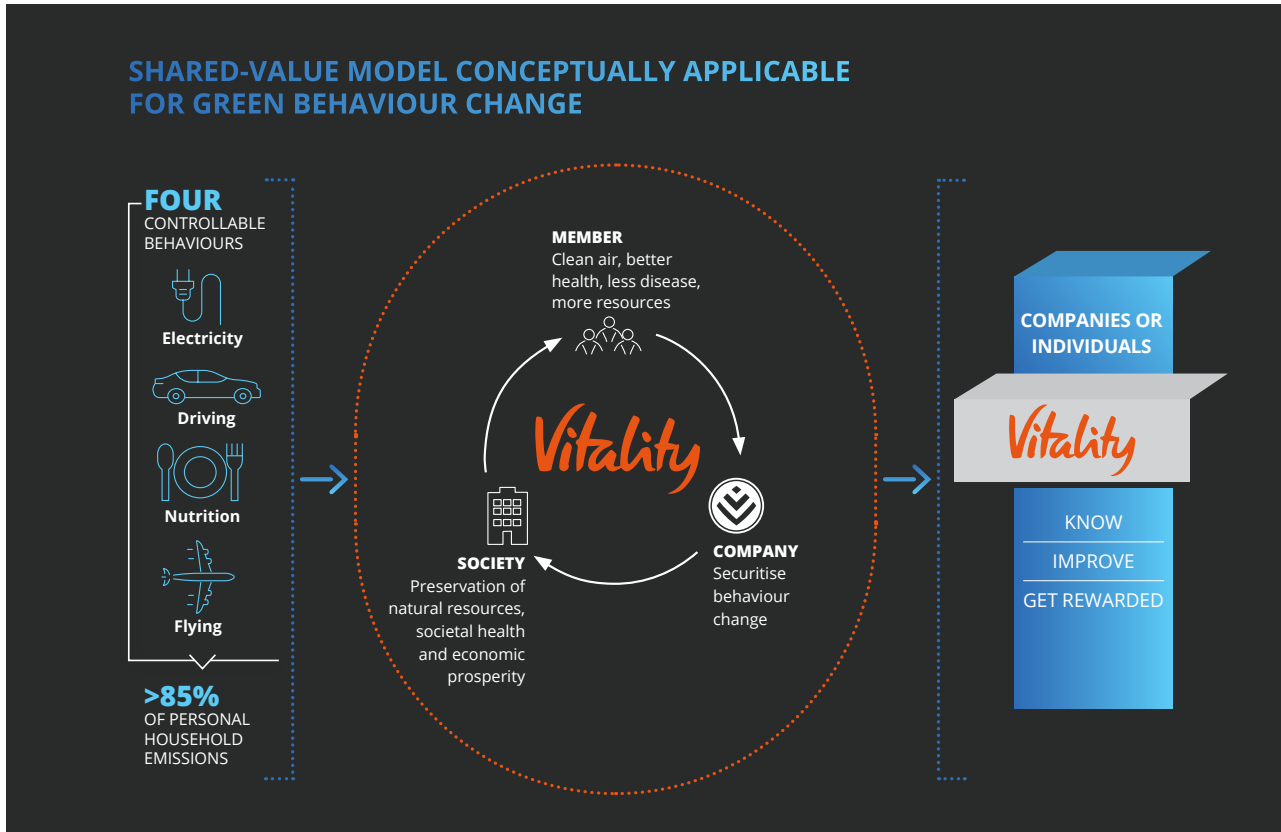 SHARED-VALUE MODEL CONCEPTUALLY APPLICABLE
FOR GREEN BEHAVIOUR CHANGE
FOUR
CONTROLLABLE
BEHAVIOURS
Electricity
Driving
Nutrition
Flying
>85%
OF PERSONAL
HOUSEHOLD
EMISSIONS
MEMBER
Clean air, better
health, less disease,
more resources
Vitality
COMPANY
Securitise
behaviour
change
SOCIETY
Preservation of
natural resources,
societal health
and economic
prosperity
COMPANIES OR
INDIVIDUALS
Vitality
KNOW
IMPROVE
GET REWARDED